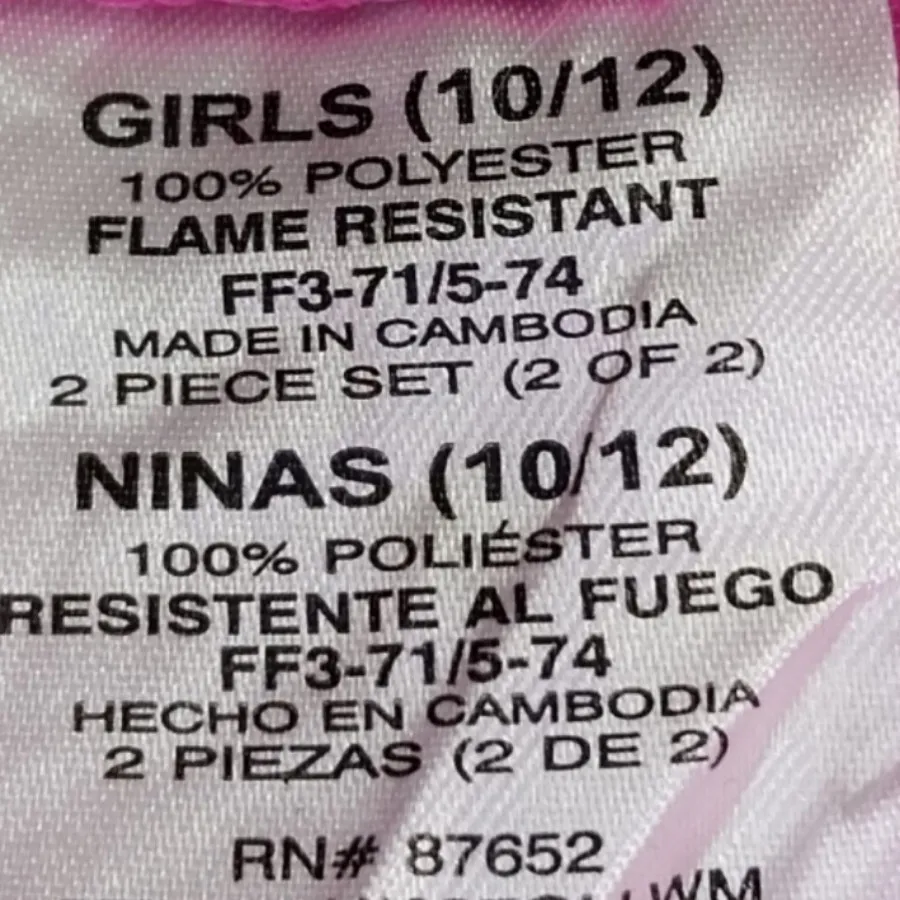 GIRLS (10/12)
100% POLYESTER
FLAME RESISTANT
FF3-71/5-74
MADE IN CAMBODIA
2 PIECE SET (2 OF 2)
NINAS (10/12)
100% POLIÉSTER
RESISTENTE AL FUEGO
FF3-71/5-74
HECHO EN CAMBODIA
2 PIEZAS (2 DE 2)
RN# 87652